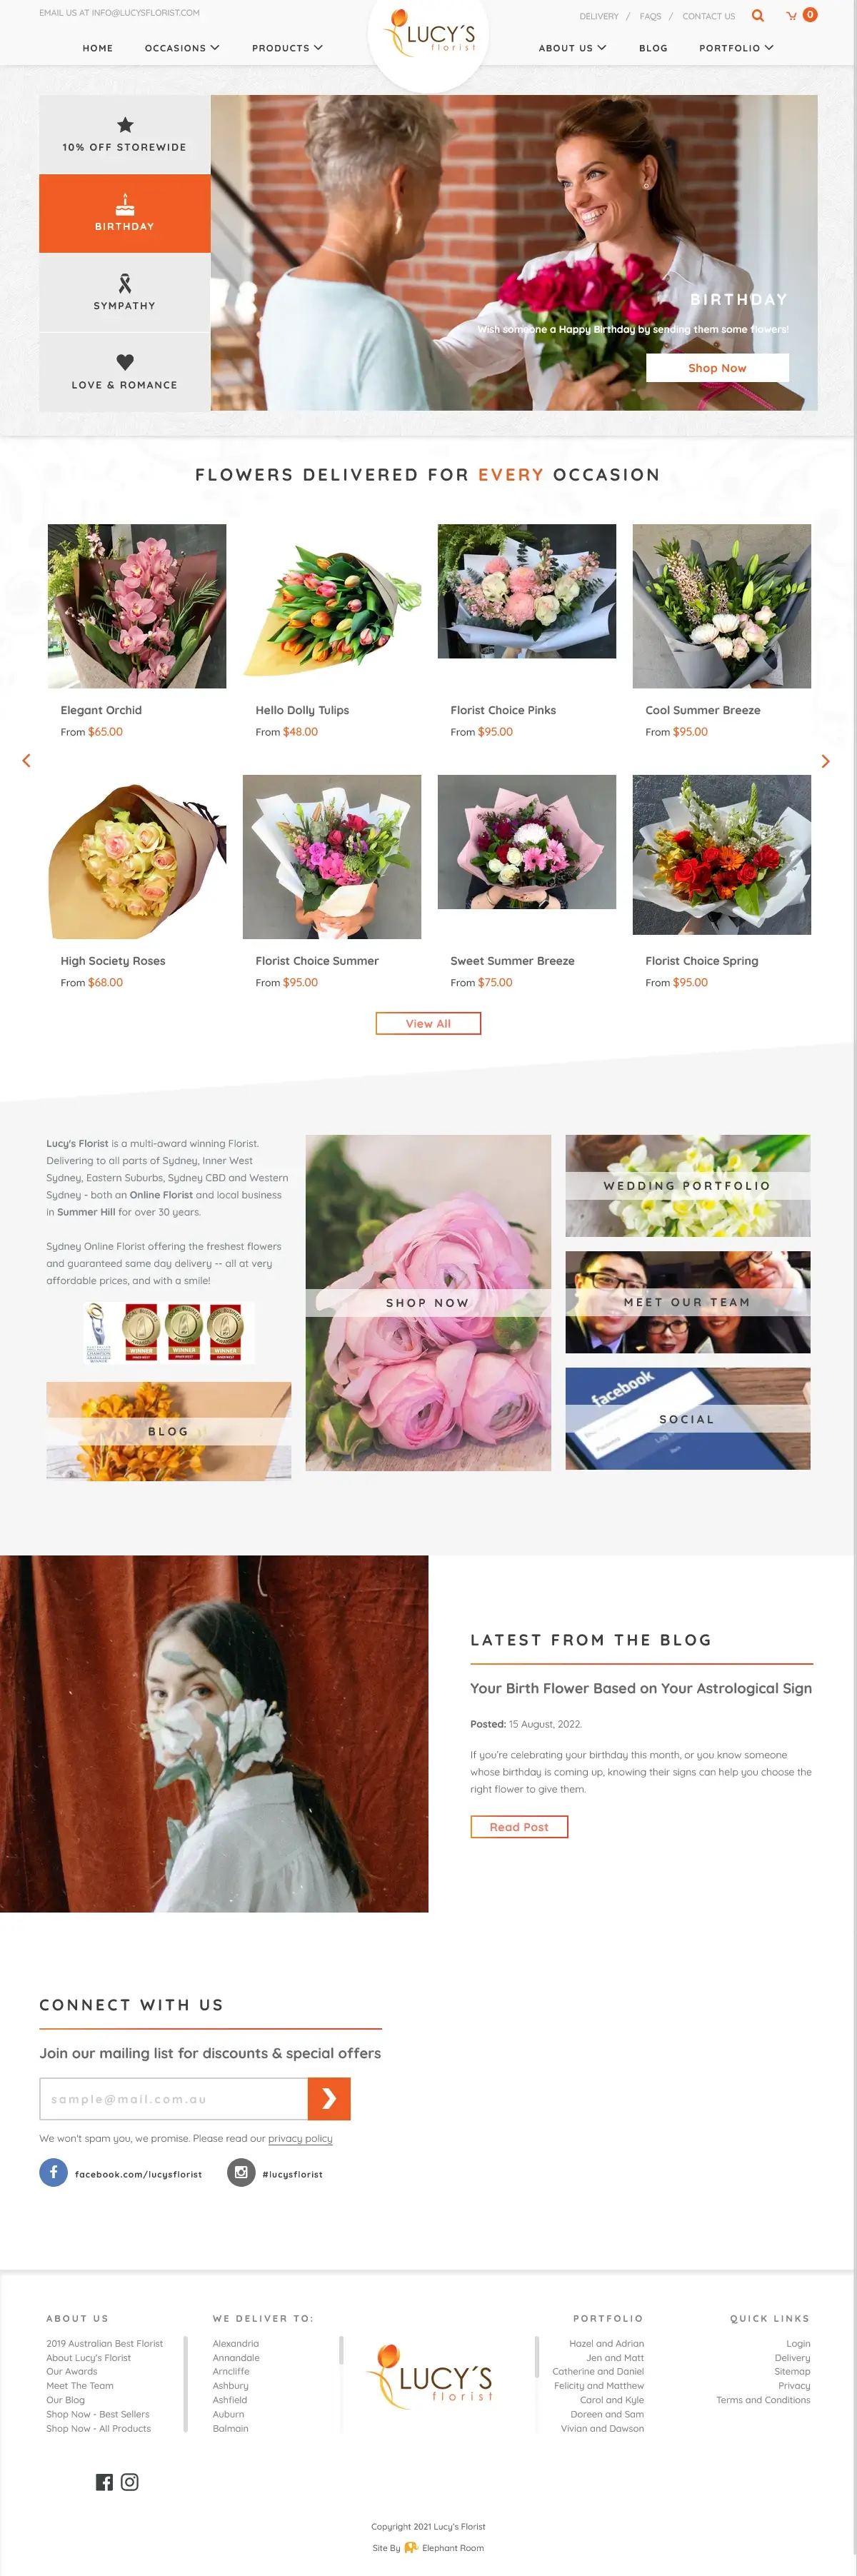 EMAIL US AT INFO@LUCYSFLORIST.COM
DELIVERY / FAQS / CONTACT US
0
HOME
OCCASIONS
PRODUCTS
LUCY'S
florist
ABOUT US
BLOG
PORTFOLIO
10% OFF STOREWIDE
BIRTHDAY
SYMPATHY
LOVE & ROMANCE
BIRTHDAY
Wish someone a Happy Birthday by sending them some flowers!
Shop Now
FLOWERS DELIVERED FOR EVERY OCCASION
Elegant Orchid
From $65.00
Hello Dolly Tulips
From $48.00
Florist Choice Pinks
From $95.00
Cool Summer Breeze
From $95.00
High Society Roses
From $68.00
Florist Choice Summer
From $95.00
Sweet Summer Breeze
From $75.00
Florist Choice Spring
From $95.00
View All
Lucy's Florist is a multi-award winning Florist.
Delivering to all parts of Sydney, Inner West
Sydney, Eastern Suburbs, Sydney CBD and Western
Sydney - both an Online Florist and local business
in Summer Hill for over 30 years.
Sydney Online Florist offering the freshest flowers
and guaranteed same day delivery -- all at very
affordable prices, and with a smile!
WINNER
WINNER
WINNER
BLOG
SHOP NOW
WEDDING PORTFOLIO
MEET OUR TEAM
facebook
SOCIAL
LATEST FROM THE BLOG
Your Birth Flower Based on Your Astrological Sign
Posted: 15 August, 2022.
If you're celebrating your birthday this month, or you know someone
whose birthday is coming up, knowing their signs can help you choose the
right flower to give them.
Read Post
CONNECT WITH US
Join our mailing list for discounts & special offers
sample@mail.com.au
We won't spam you, we promise. Please read our privacy policy
facebook.com/lucysflorist
#lucysflorist
ABOUT US
2019 Australian Best Florist
About Lucy's Florist
Our Awards
Meet The Team
Our Blog
Shop Now - Best Sellers
Shop Now - All Products
WE DELIVER TO:
Alexandria
Annandale
Arncliffe
Ashbury
Ashfield
Auburn
Balmain
LUCY'S
florist
PORTFOLIO
Hazel and Adrian
Jen and Matt
Catherine and Daniel
Felicity and Matthew
Carol and Kyle
Doreen and Sam
Vivian and Dawson
QUICK LINKS
Login
Delivery
Sitemap
Privacy
Terms and Conditions
Copyright 2021 Lucy's Florist
Site By Elephant Room